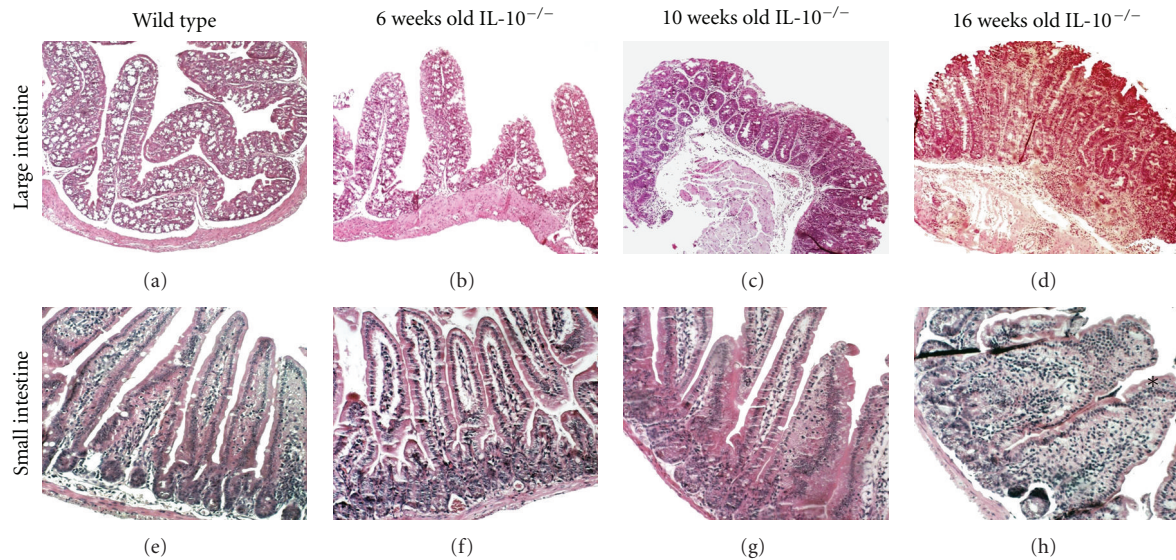 Wild type
6 weeks old IL-10−/−
10 weeks old IL-10−/−
16 weeks old IL-10−/−
Large intestine
(a)
(b)
(c)
(d)
Small intestine
*
(e)
(f)
(g)
(h)